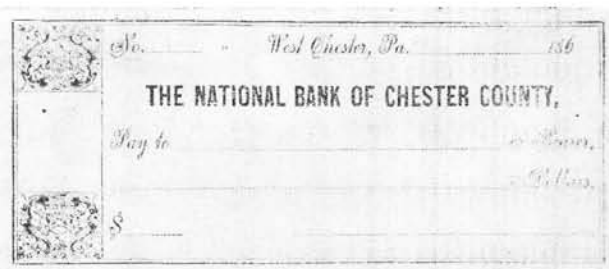 No. " West Chester, Pa. 186
THE NATIONAL BANK OF CHESTER COUNTY,
Pay to or Bearer,
Dollars,
$